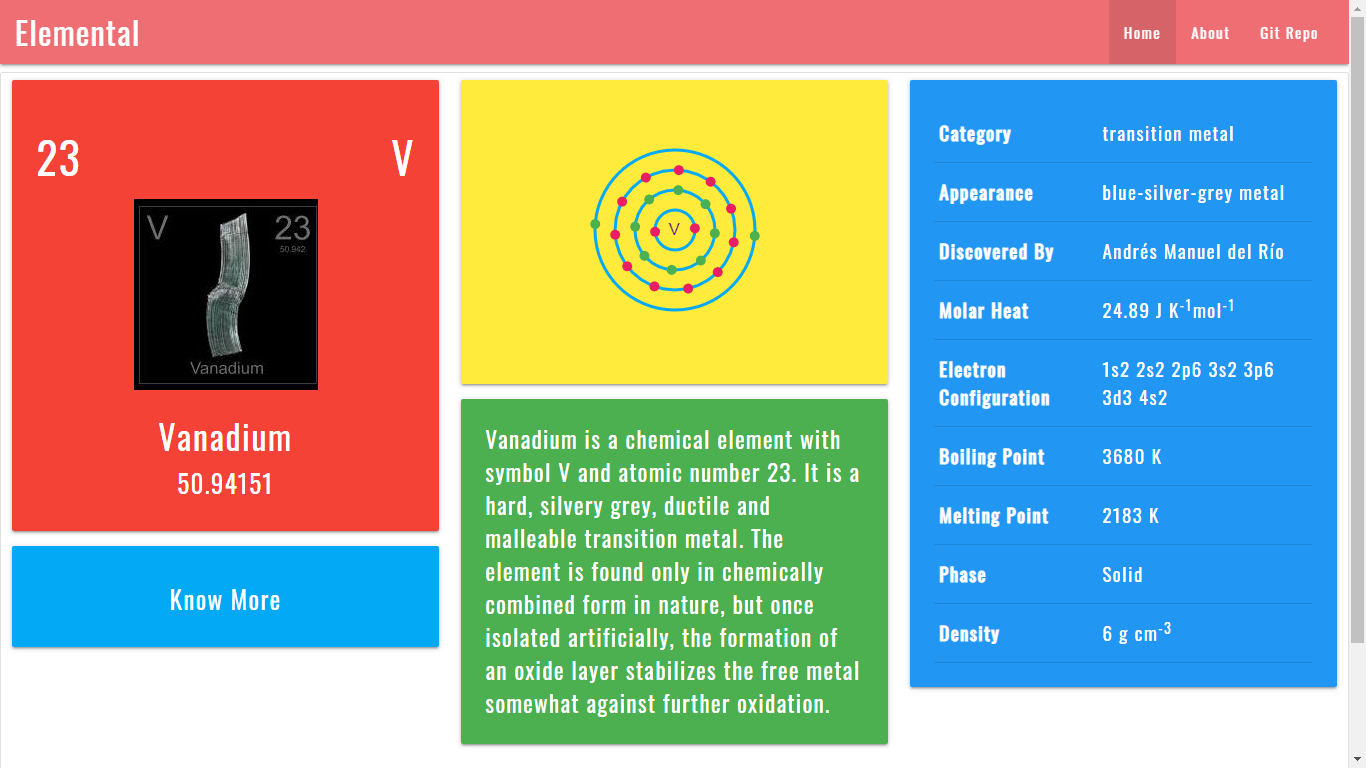 Elemental
Home About Git Repo
23 V
V 23
50.942
Vanadium
Vanadium
50.94151
Know More
V
Vanadium is a chemical element with
symbol V and atomic number 23. It is a
hard, silvery grey, ductile and
malleable transition metal. The
element is found only in chemically
combined form in nature, but once
isolated artificially, the formation of
an oxide layer stabilizes the free metal
somewhat against further oxidation.
Category transition metal
Appearance blue-silver-grey metal
Discovered By Andrés Manuel del Río
Molar Heat 24.89 J K⁻¹mol⁻¹
Electron Configuration 1s2 2s2 2p6 3s2 3p6
3d3 4s2
Boiling Point 3680 K
Melting Point 2183 K
Phase Solid
Density 6 g cm⁻³